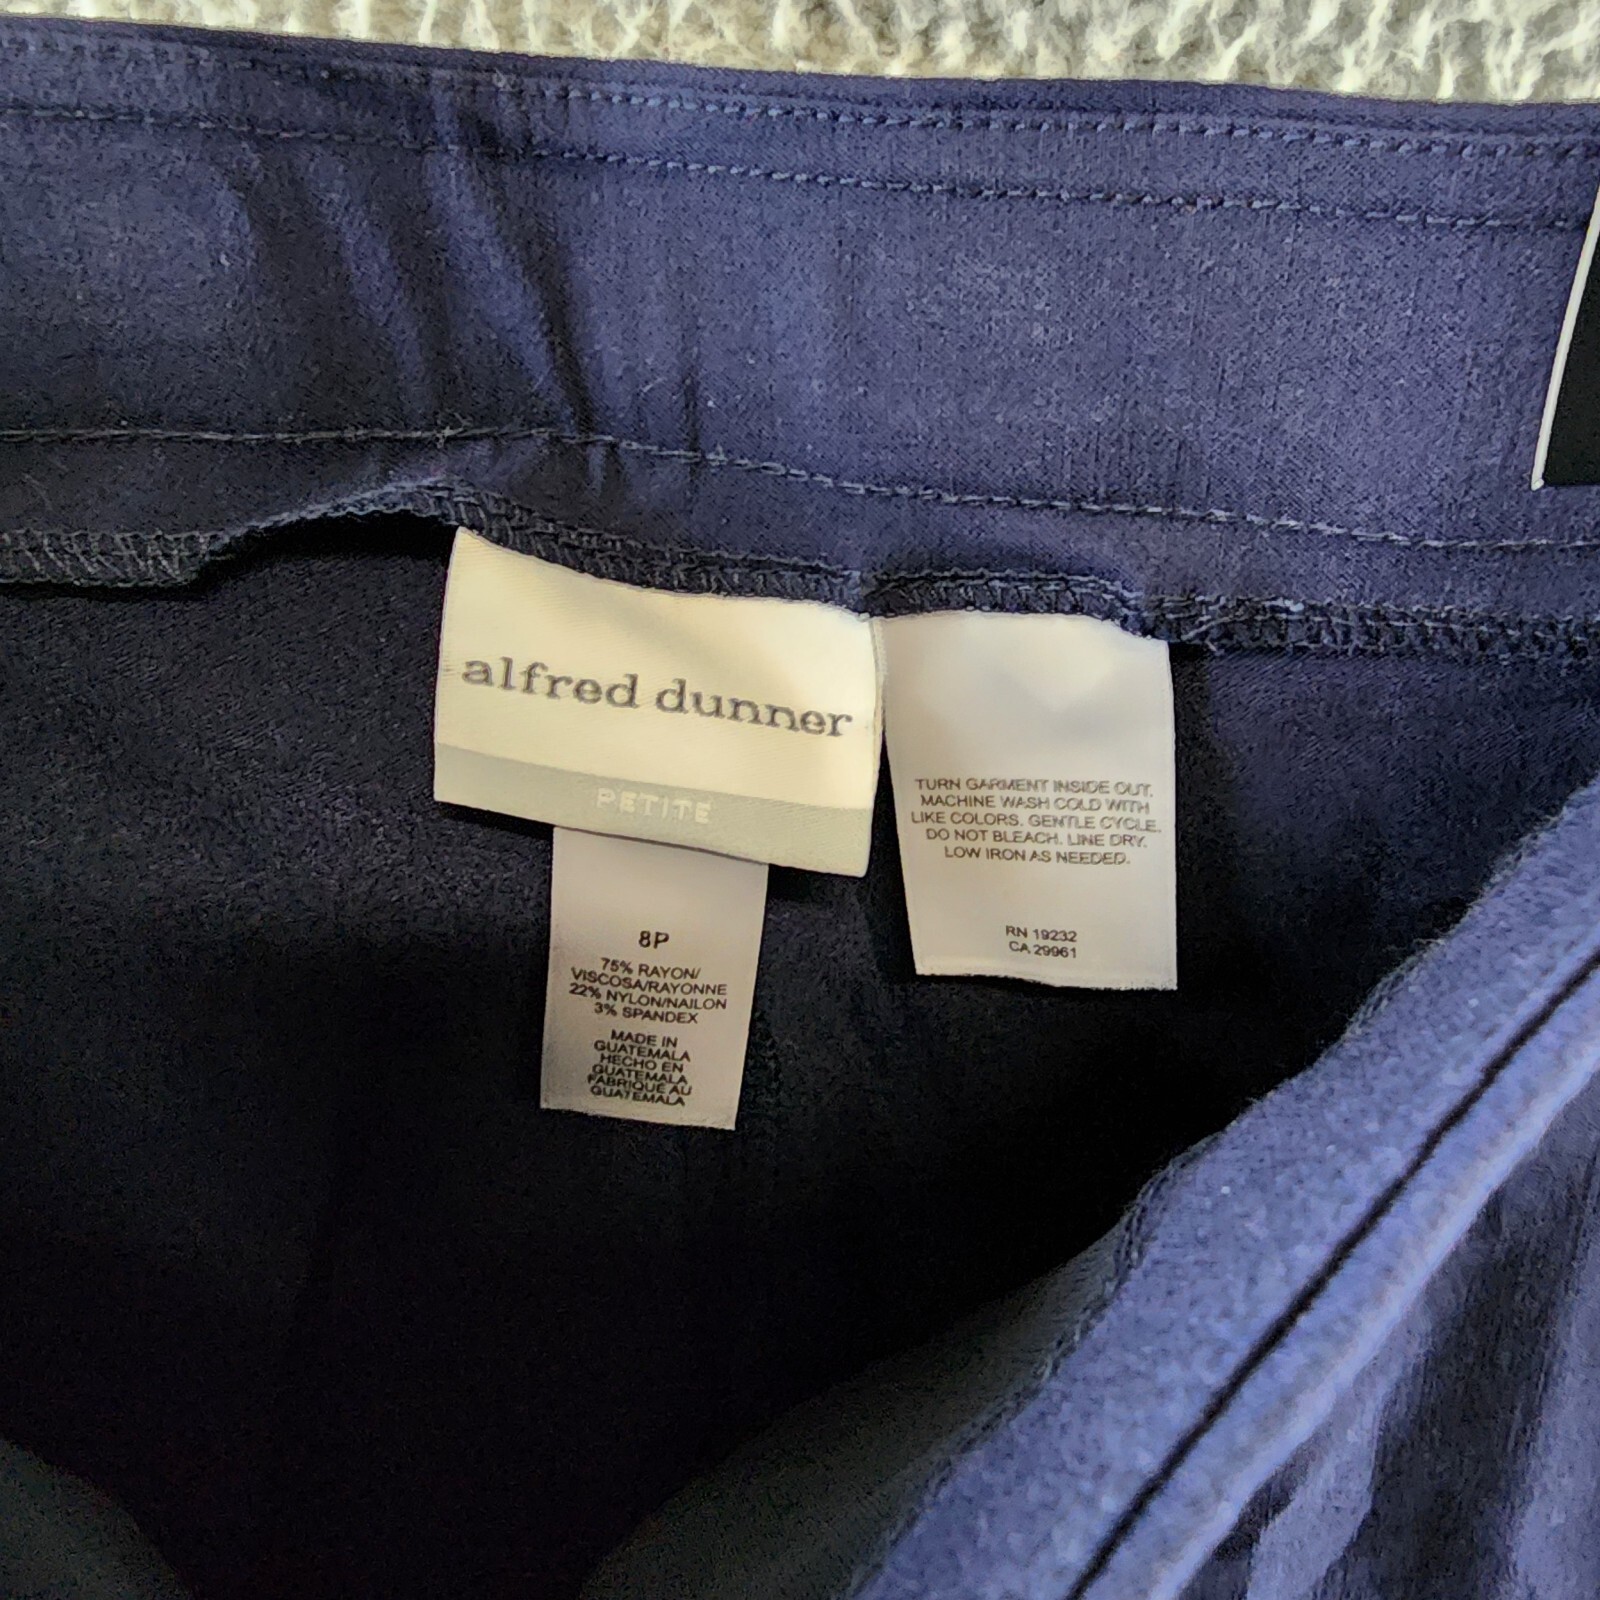 alfred dunner
PETITE
8P
75% RAYON/
VISCOSA/RAYONNE
22% NYLON/NAILON
3% SPANDEX
MADE IN
GUATEMALA
HECHO EN
GUATEMALA
FABRIQUE AU
GUATEMALA
TURN GARMENT INSIDE OUT.
MACHINE WASH COLD WITH
LIKE COLORS. GENTLE CYCLE.
DO NOT BLEACH. LINE DRY.
LOW IRON AS NEEDED.
RN 19232
CA 29961